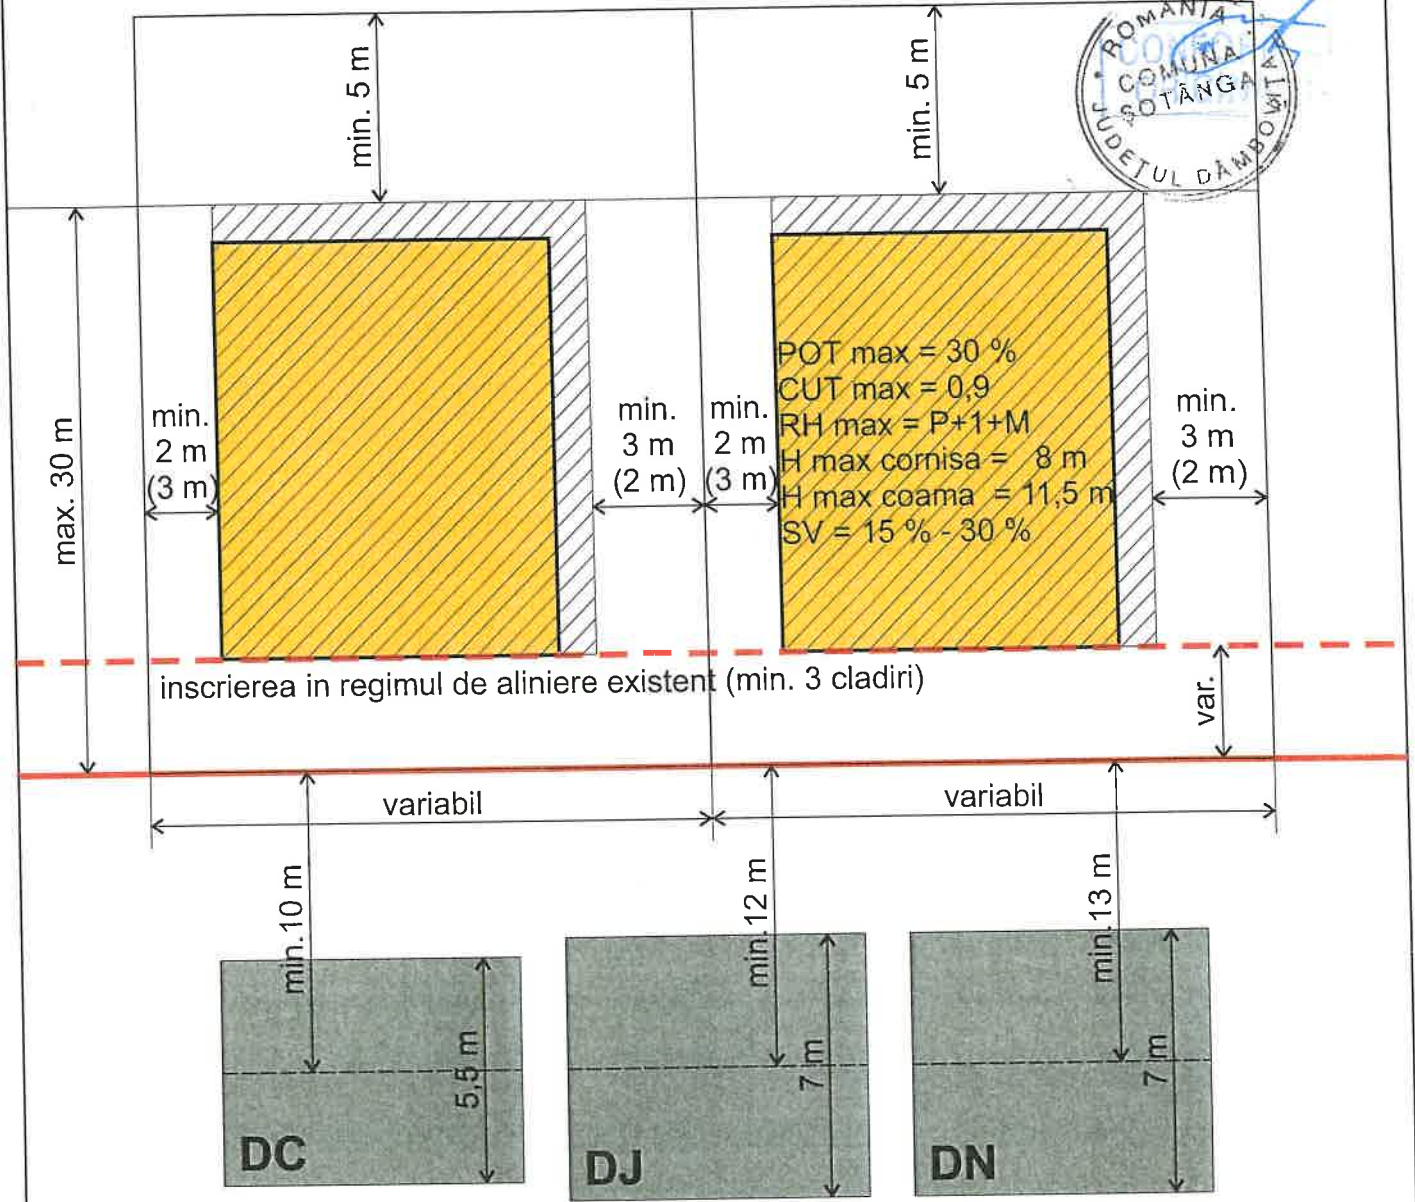 min. 5 m
min. 5 m
ROMÂNIA
COMUNA
ȘOTÂNGA
JUDEȚUL DÂMBOVIȚA
max. 30 m
min.
2 m
(3 m)
min.
3 m
(2 m)
min.
2 m
(3 m)
POT max = 30 %
CUT max = 0,9
RH max = P+1+M
H max cornisa = 8 m
H max coama = 11,5 m
SV = 15 % - 30 %
min.
3 m
(2 m)
inscrierea in regimul de aliniere existent (min. 3 cladiri)
var.
variabil
variabil
min.10 m
min.12 m
min.13 m
5,5 m
7 m
7 m
DC
DJ
DN